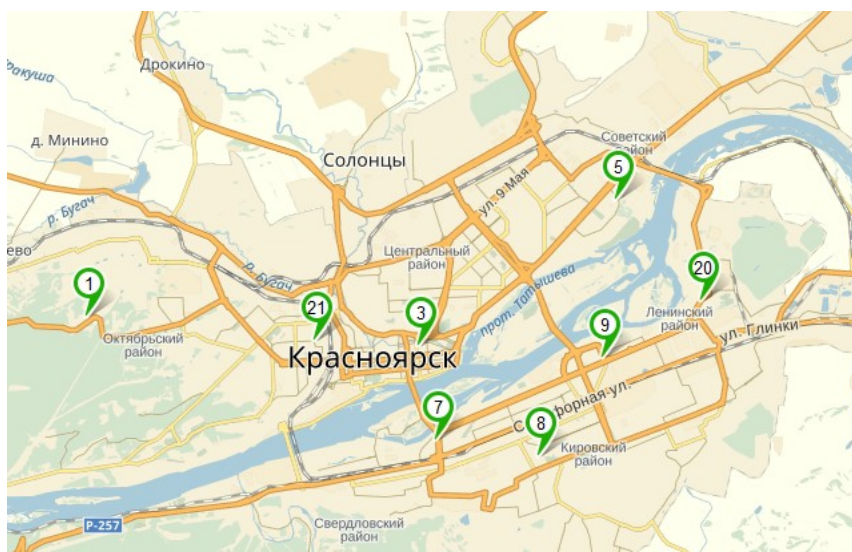 Дрокино
д. Минино
Солонцы
Советский
район
5
ул. 9 Мая
р. Бугач
Центральный
район
р. Бугач
прот. Татышева
ево
1
21
3
20
Октябрьский
район
Красноярск
9
Ленинский
район
ул. Глинки
7
8
Кировский
район
Р-257
Свердловский
район